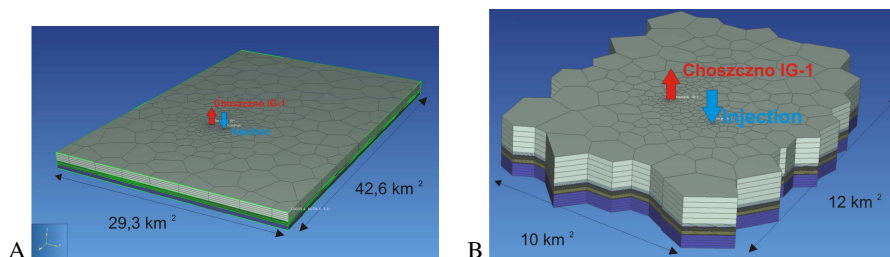 Choszczno IG-1
Injection
42,6 km ²
29,3 km ²
A
Choszczno IG-1
Injection
12 km ²
10 km ²
B